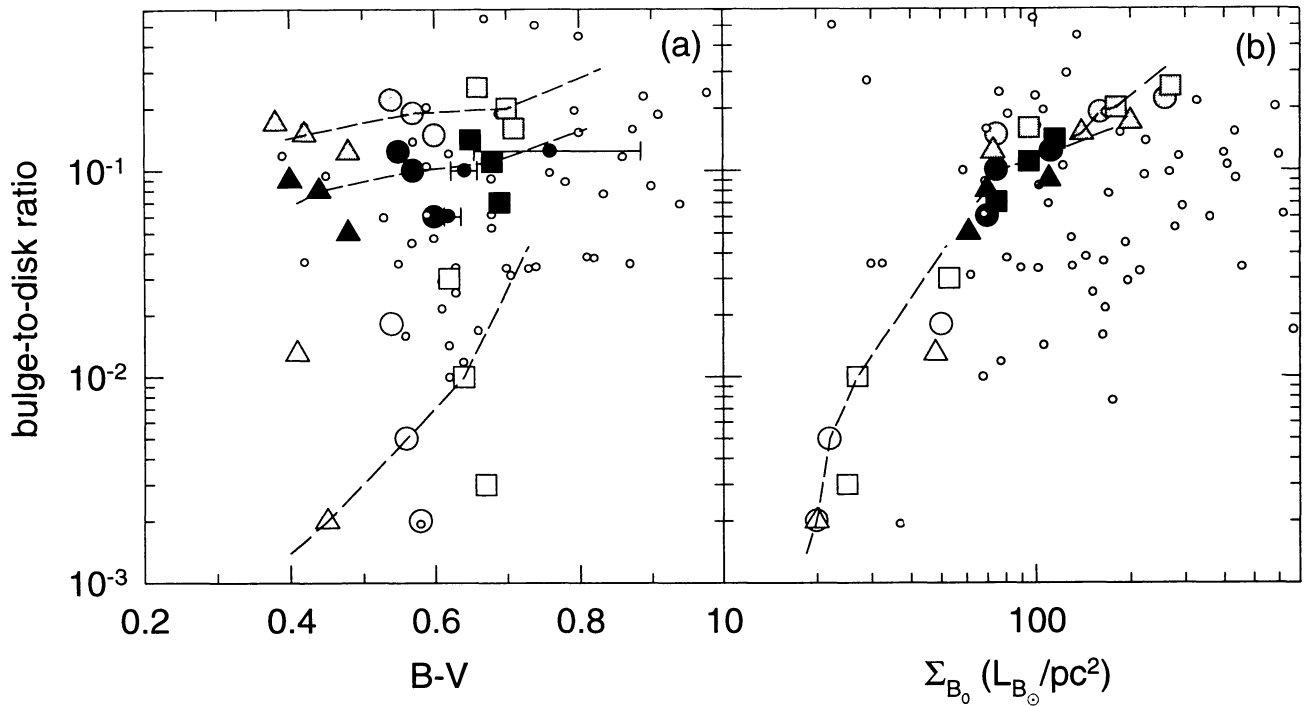 (a)
(b)
bulge-to-disk ratio
10-1
10-2
10-3
0.2 0.4 0.6 0.8 10 100
B-V
ΣB0 (LB⊙/pc2)